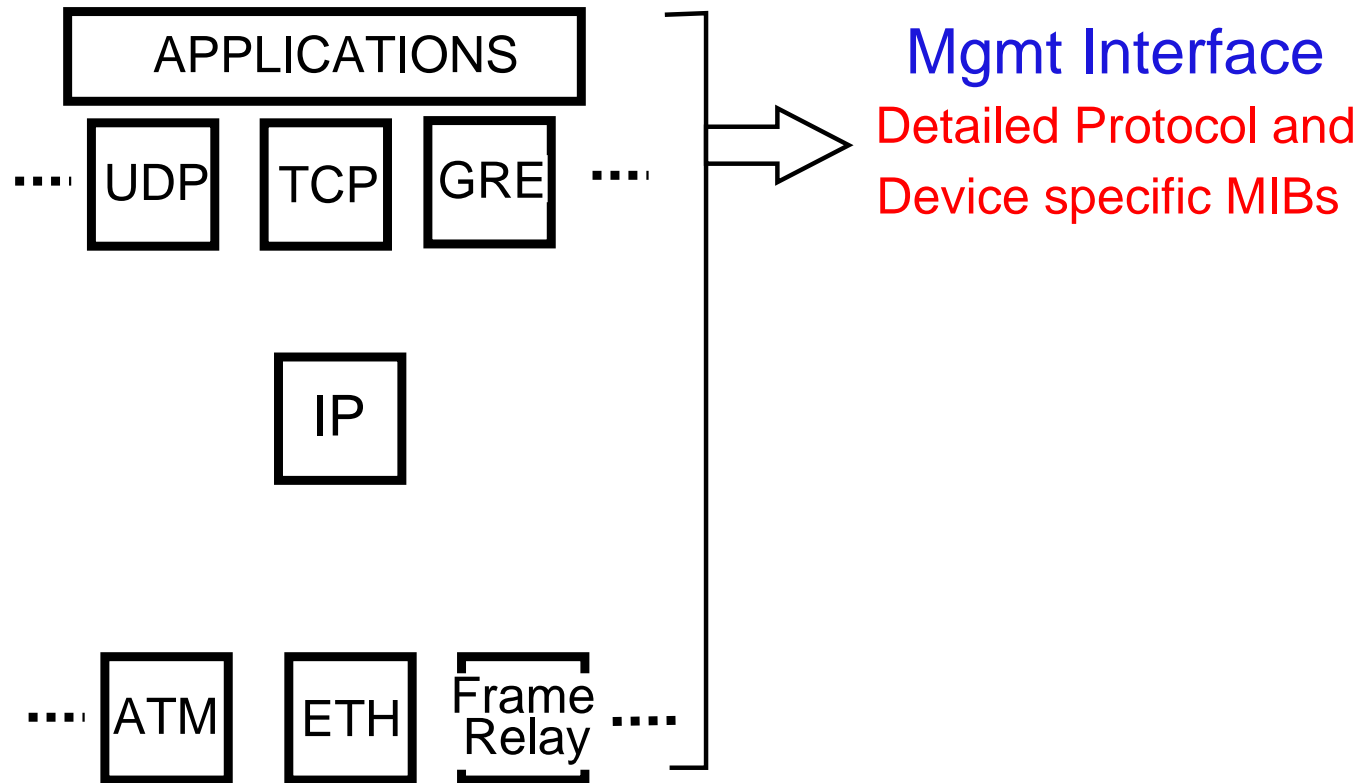 APPLICATIONS
Mgmt Interface
Detailed Protocol and
Device specific MIBs
UDP
TCP
GRE
IP
ATM
ETH
Frame
Relay